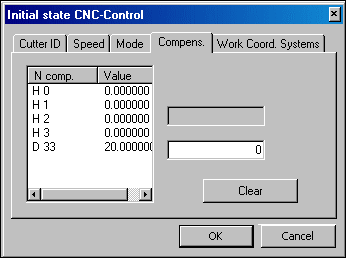 Initial state CNC-Control
Cutter ID Speed Mode Compens. Work Coord. Systems
N comp. Value
H 0 0.000000
H 1 0.000000
H 2 0.000000
H 3 0.000000
D 33 20.000000
0
Clear
OK Cancel